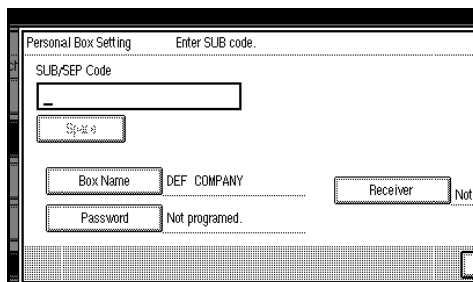 Personal Box Setting Enter SUB code.
SUB/SEP Code
_
Space
Box Name DEF COMPANY Receiver Not
Password Not programed.